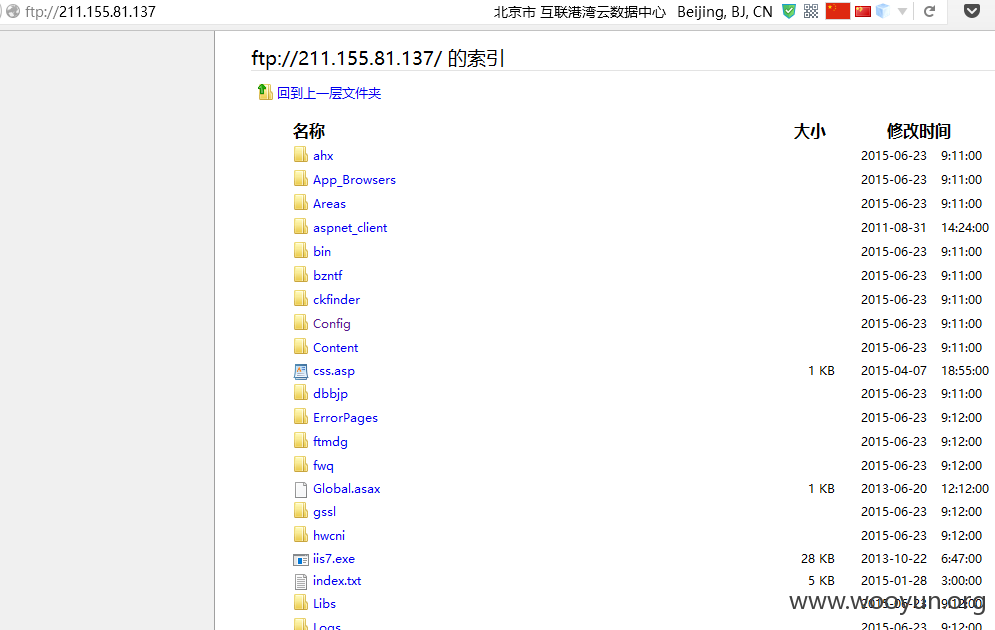 ftp://211.155.81.137 北京市 互联港湾云数据中心 Beijing, BJ, CN
ftp://211.155.81.137/ 的索引
回到上一层文件夹
名称 大小 修改时间
ahx 2015-06-23 9:11:00
App_Browsers 2015-06-23 9:11:00
Areas 2015-06-23 9:11:00
aspnet_client 2011-08-31 14:24:00
bin 2015-06-23 9:11:00
bzntf 2015-06-23 9:11:00
ckfinder 2015-06-23 9:11:00
Config 2015-06-23 9:11:00
Content 2015-06-23 9:11:00
css.asp 1 KB 2015-04-07 18:55:00
dbbjp 2015-06-23 9:11:00
ErrorPages 2015-06-23 9:12:00
ftmdg 2015-06-23 9:12:00
fwq 2015-06-23 9:12:00
Global.asax 1 KB 2013-06-20 12:12:00
gssl 2015-06-23 9:12:00
hwcni 2015-06-23 9:12:00
iis7.exe 28 KB 2013-10-22 6:47:00
index.txt 5 KB 2015-01-28 3:00:00
Libs 2015-06-23 9:12:00
www.wooyun.org
Logs 2015-06-23 9:12:00